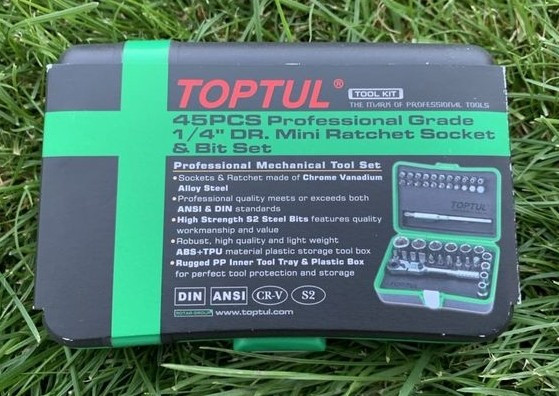 TOPTUL® TOOL KIT
THE MARK OF PROFESSIONAL TOOLS
45PCS Professional Grade
1/4" DR. Mini Ratchet Socket
& Bit Set
Professional Mechanical Tool Set
• Sockets & Ratchet made of Chrome Vanadium
Alloy Steel
• Professional quality meets or exceeds both
ANSI & DIN standards
• High Strength S2 Steel Bits features quality
workmanship and value
• Robust, high quality and light weight
ABS+TPU material plastic storage tool box
• Rugged PP Inner Tool Tray & Plastic Box
for perfect tool protection and storage
TOPTUL
DIN ANSI CR-V S2
ROTAR GROUP www.toptul.com